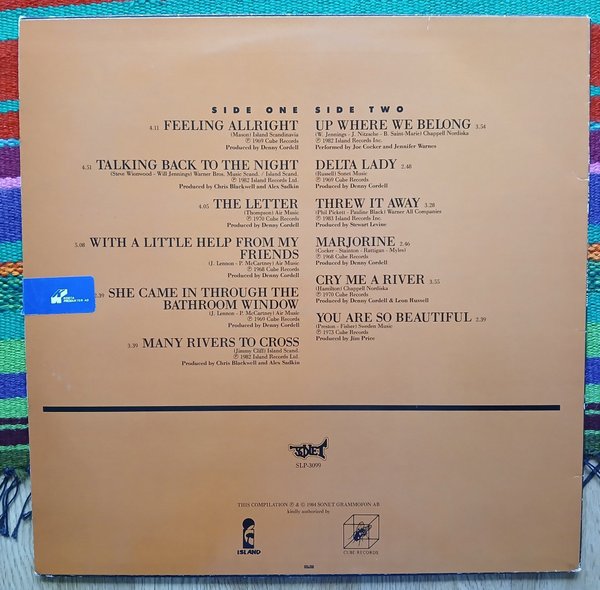 SIDE ONE
4.11 FEELING ALLRIGHT
(Mason) Island Scandinavia
℗ 1969 Cube Records
Produced by Denny Cordell
4.51 TALKING BACK TO THE NIGHT
(Steve Winwood - Will Jennings) Warner Bros. Music Scand. / Island Scand.
℗ 1982 Island Records Ltd.
Produced by Chris Blackwell and Alex Sadkin
4.05 THE LETTER
(Thompson) Air Music
℗ 1970 Cube Records
Produced by Denny Cordell
5.08 WITH A LITTLE HELP FROM MY
FRIENDS
(J. Lennon - P. McCartney) Air Music
℗ 1968 Cube Records
Produced by Denny Cordell
.39 SHE CAME IN THROUGH THE
BATHROOM WINDOW
(J. Lennon - P. McCartney) Air Music
℗ 1969 Cube Records
Produced by Denny Cordell
3.39 MANY RIVERS TO CROSS
(Jimmy Cliff) Island Scand.
℗ 1982 Island Records Ltd.
Produced by Chris Blackwell and Alex Sadkin
SIDE TWO
UP WHERE WE BELONG 3.54
(W. Jennings - J. Nitzsche - B. Saint-Marie) Chappell Nordiska
℗ 1982 Island Records Inc.
Performed by Joe Cocker and Jennifer Warnes
DELTA LADY 2.48
(Russell) Sonet Music
℗ 1969 Cube Records
Produced by Denny Cordell
THREW IT AWAY 3.28
(Phil Pickett - Pauline Black) Warner All Companies
℗ 1983 Island Records Inc.
Produced by Stewart Levine
MARJORINE 2.46
(Cocker - Stainton - Rattigan - Myles)
℗ 1968 Cube Records
Produced by Denny Cordell
CRY ME A RIVER 3.55
(Hamilton) Chappell Nordiska
℗ 1970 Cube Records
Produced by Denny Cordell & Leon Russell
YOU ARE SO BEAUTIFUL 2.39
(Preston - Fisher) Sweden Music
℗ 1973 Cube Records
Produced by Jim Price
SONET
SLP-3099
THIS COMPILATION ℗ & © 1984 SONET GRAMMOFON AB
kindly authorized by
ISLAND
CUBE RECORDS